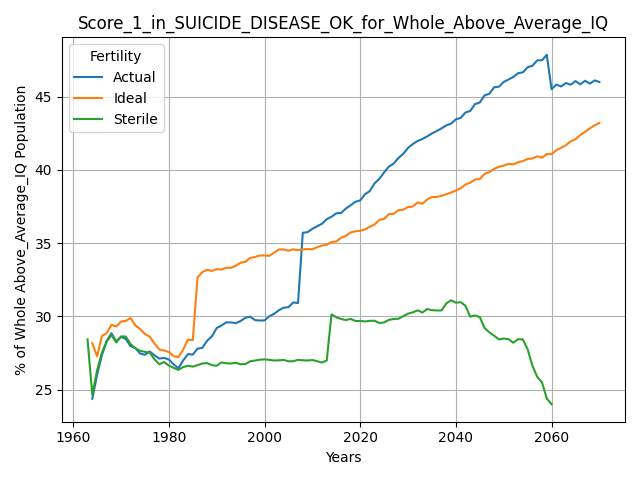 Score_1_in_SUICIDE_DISEASE_OK_for_Whole_Above_Average_IQ
Fertility
Actual
Ideal
Sterile
% of Whole Above_Average_IQ Population
45
40
35
30
25
1960
1980
2000
2020
2040
2060
Years